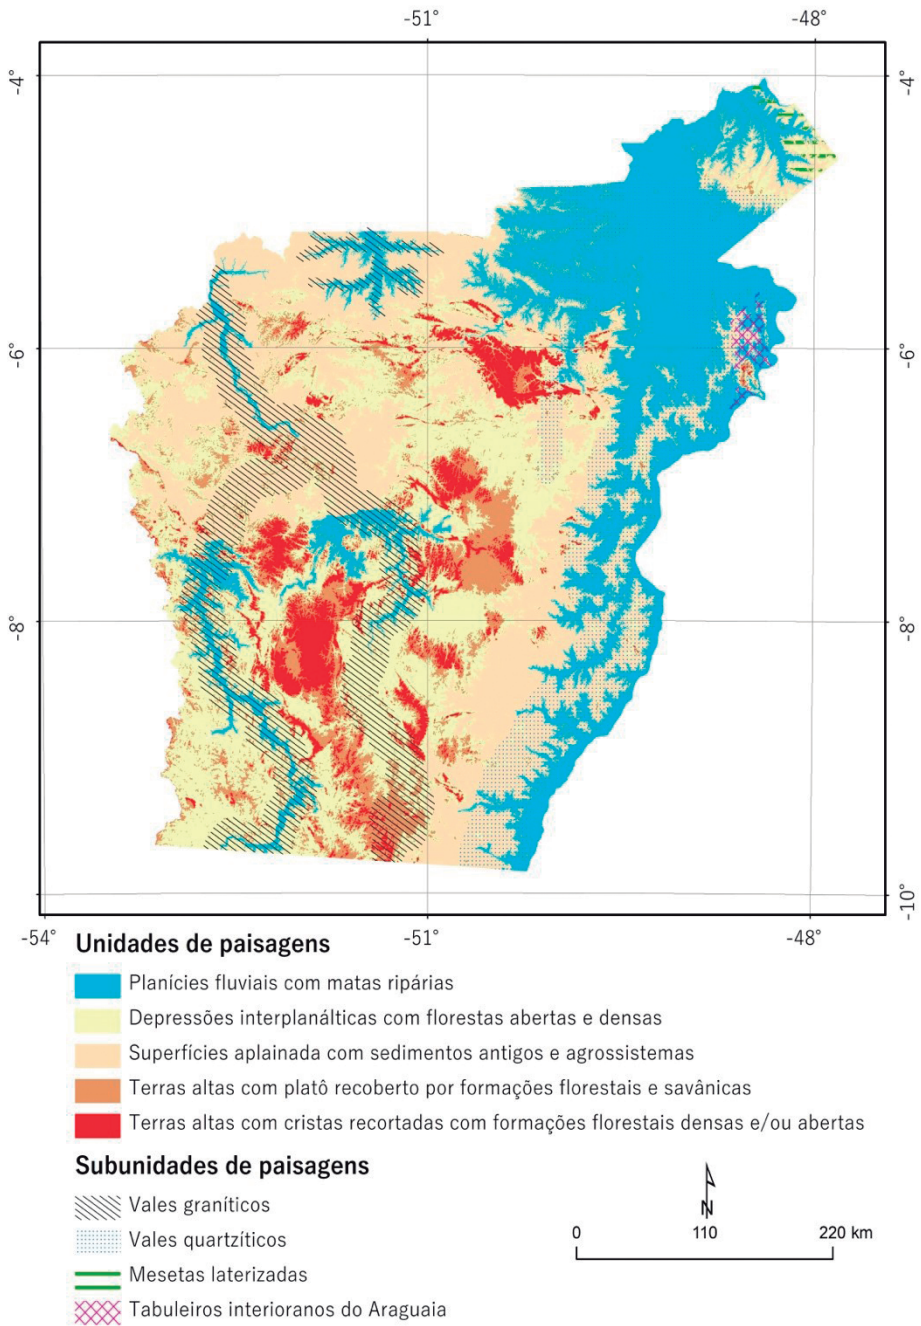 -51° -48°
-4° -4°
-6° -6°
-8° -8°
-10°
-54° -51° -48°
Unidades de paisagens
Planícies fluviais com matas ripárias
Depressões interplanálticas com florestas abertas e densas
Superfícies aplainada com sedimentos antigos e agrossistemas
Terras altas com platô recoberto por formações florestais e savânicas
Terras altas com cristas recortadas com formações florestais densas e/ou abertas
Subunidades de paisagens
Vales graníticos
N
Vales quartzíticos
0 110 220 km
Mesetas laterizadas
Tabuleiros interioranos do Araguaia